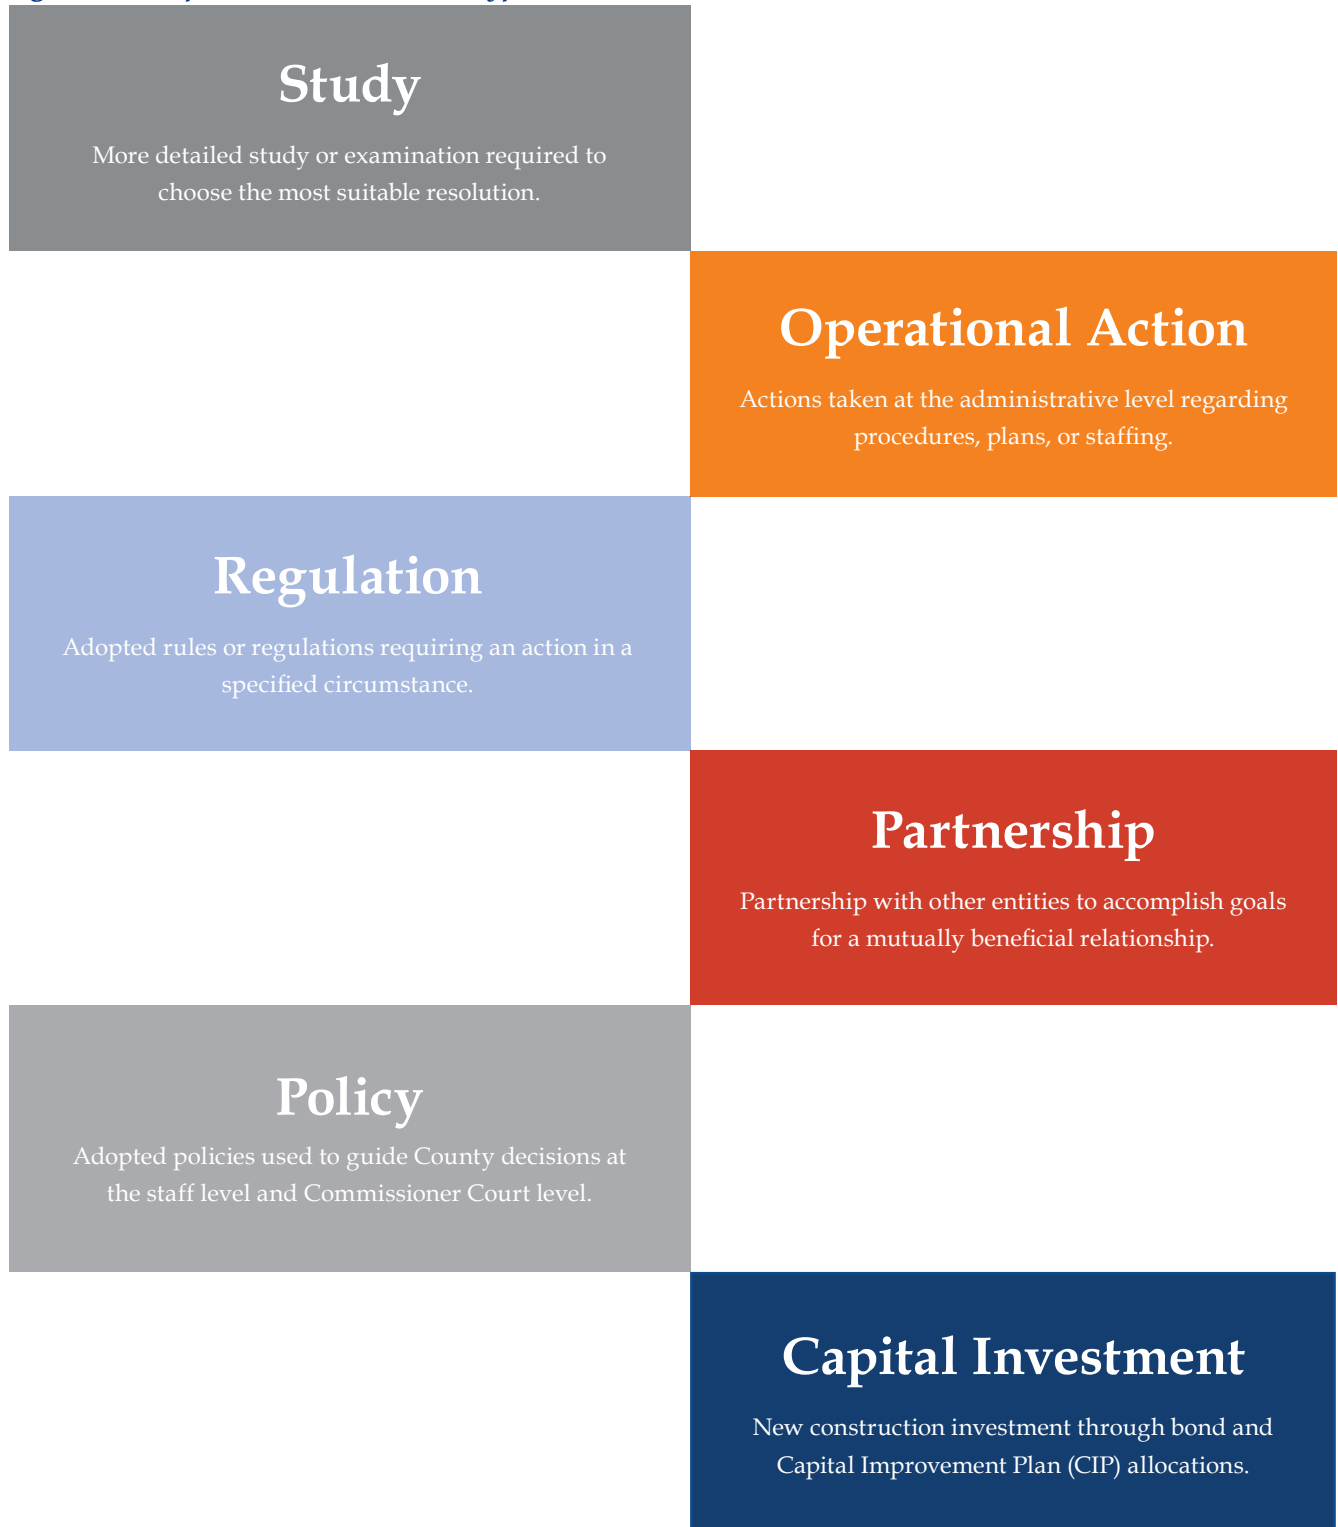 Study
More detailed study or examination required to
choose the most suitable resolution.
Operational Action
Actions taken at the administrative level regarding
procedures, plans, or staffing.
Regulation
Adopted rules or regulations requiring an action in a
specified circumstance.
Partnership
Partnership with other entities to accomplish goals
for a mutually beneficial relationship.
Policy
Adopted policies used to guide County decisions at
the staff level and Commissioner Court level.
Capital Investment
New construction investment through bond and
Capital Improvement Plan (CIP) allocations.